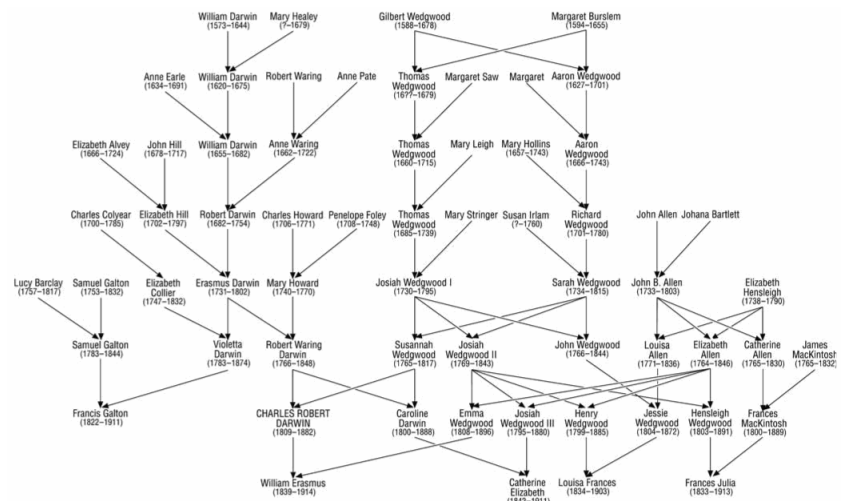 William Darwin
(1573–1644)
Mary Healey
(?–1679)
Gilbert Wedgwood
(1588–1678)
Margaret Burslem
(1594–1655)
Anne Earle
(1634–1691)
William Darwin
(1620–1675)
Robert Waring
Anne Pate
Thomas
Wedgwood
(16??–1679)
Margaret Saw
Margaret
Aaron Wedgwood
(1627–1701)
Elizabeth Alvey
(1666–1724)
John Hill
(1678–1717)
William Darwin
(1655–1682)
Anne Waring
(1662–1722)
Thomas
Wedgwood
(1660–1715)
Mary Leigh
Mary Hollins
(1657–1743)
Aaron
Wedgwood
(1666–1743)
Charles Colyear
(1700–1785)
Elizabeth Hill
(1702–1797)
Robert Darwin
(1682–1754)
Charles Howard
(1706–1771)
Penelope Foley
(1708–1748)
Thomas
Wedgwood
(1685–1739)
Mary Stringer
Susan Irlam
(?–1760)
Richard
Wedgwood
(1701–1780)
John Allen
Johana Bartlett
Lucy Barclay
(1757–1817)
Samuel Galton
(1753–1832)
Elizabeth
Collier
(1747–1832)
Erasmus Darwin
(1731–1802)
Mary Howard
(1740–1770)
Josiah Wedgwood I
(1730–1795)
Sarah Wedgwood
(1734–1815)
John B. Allen
(1733–1803)
Elizabeth
Hensleigh
(1738–1790)
Samuel Galton
(1783–1844)
Violetta
Darwin
(1783–1874)
Robert Waring
Darwin
(1766–1848)
Susannah
Wedgwood
(1765–1817)
Josiah
Wedgwood II
(1769–1843)
John Wedgwood
(1766–1844)
Louisa
Allen
(1771–1836)
Elizabeth
Allen
(1764–1846)
Catherine
Allen
(1765–1830)
James
MacKintosh
(1765–1832)
Francis Galton
(1822–1911)
CHARLES ROBERT
DARWIN
(1809–1882)
Caroline
Darwin
(1800–1888)
Emma
Wedgwood
(1808–1896)
Josiah
Wedgwood III
(1795–1880)
Henry
Wedgwood
(1799–1885)
Jessie
Wedgwood
(1804–1872)
Hensleigh
Wedgwood
(1803–1891)
Frances
MacKintosh
(1800–1889)
William Erasmus
(1839–1914)
Catherine
Elizabeth
Louisa Frances
(1834–1903)
Frances Julia
(1833–1913)